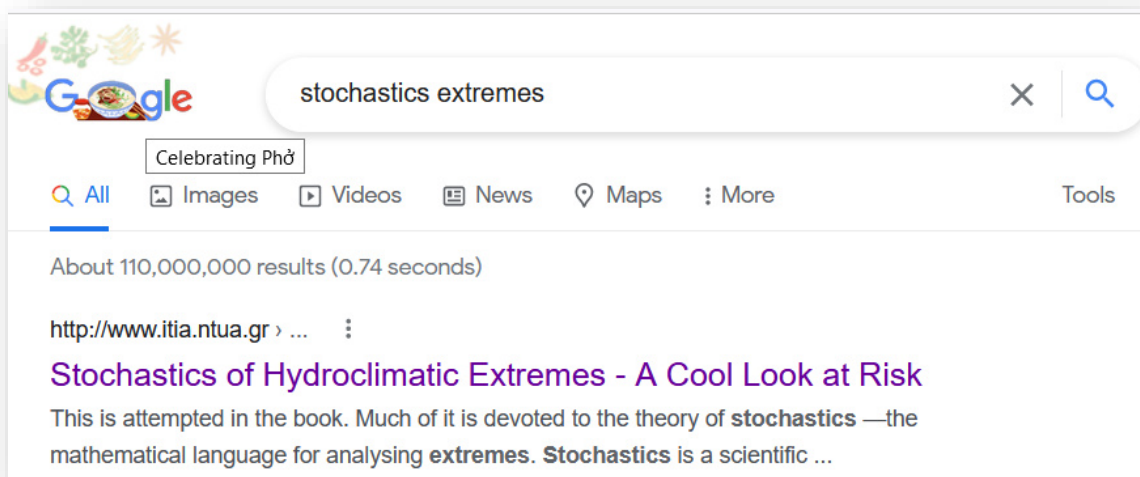 Google
stochastics extremes
Celebrating Phở
All Images Videos News Maps More Tools
About 110,000,000 results (0.74 seconds)
http://www.itia.ntua.gr › ...
Stochastics of Hydroclimatic Extremes - A Cool Look at Risk
This is attempted in the book. Much of it is devoted to the theory of stochastics —the
mathematical language for analysing extremes. Stochastics is a scientific ...